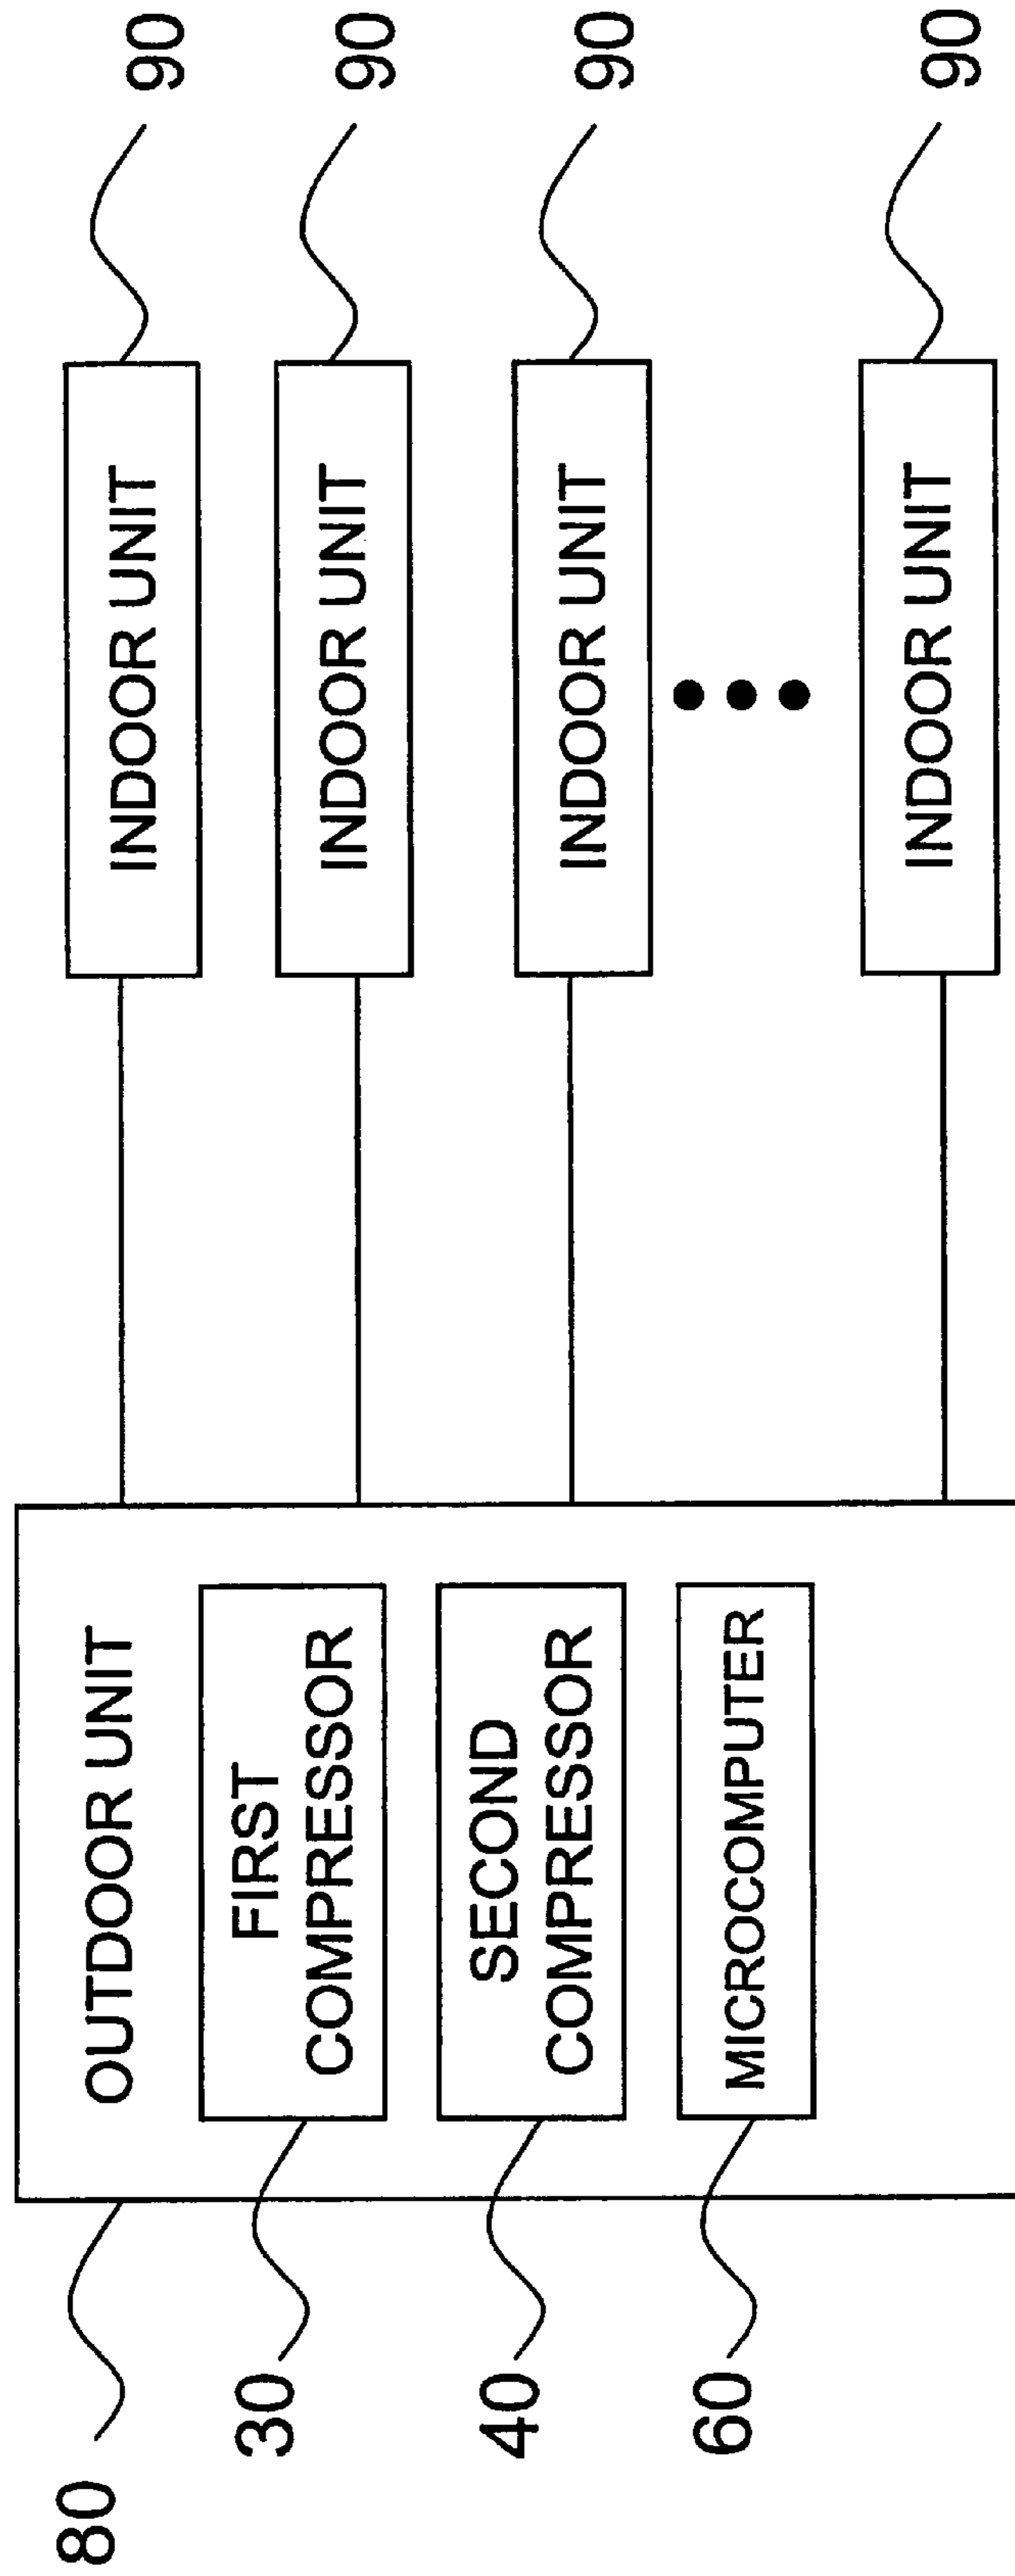 80
OUTDOOR UNIT
30
FIRST
COMPRESSOR
40
SECOND
COMPRESSOR
60
MICROCOMPUTER
INDOOR UNIT
90
INDOOR UNIT
90
INDOOR UNIT
90
INDOOR UNIT
90